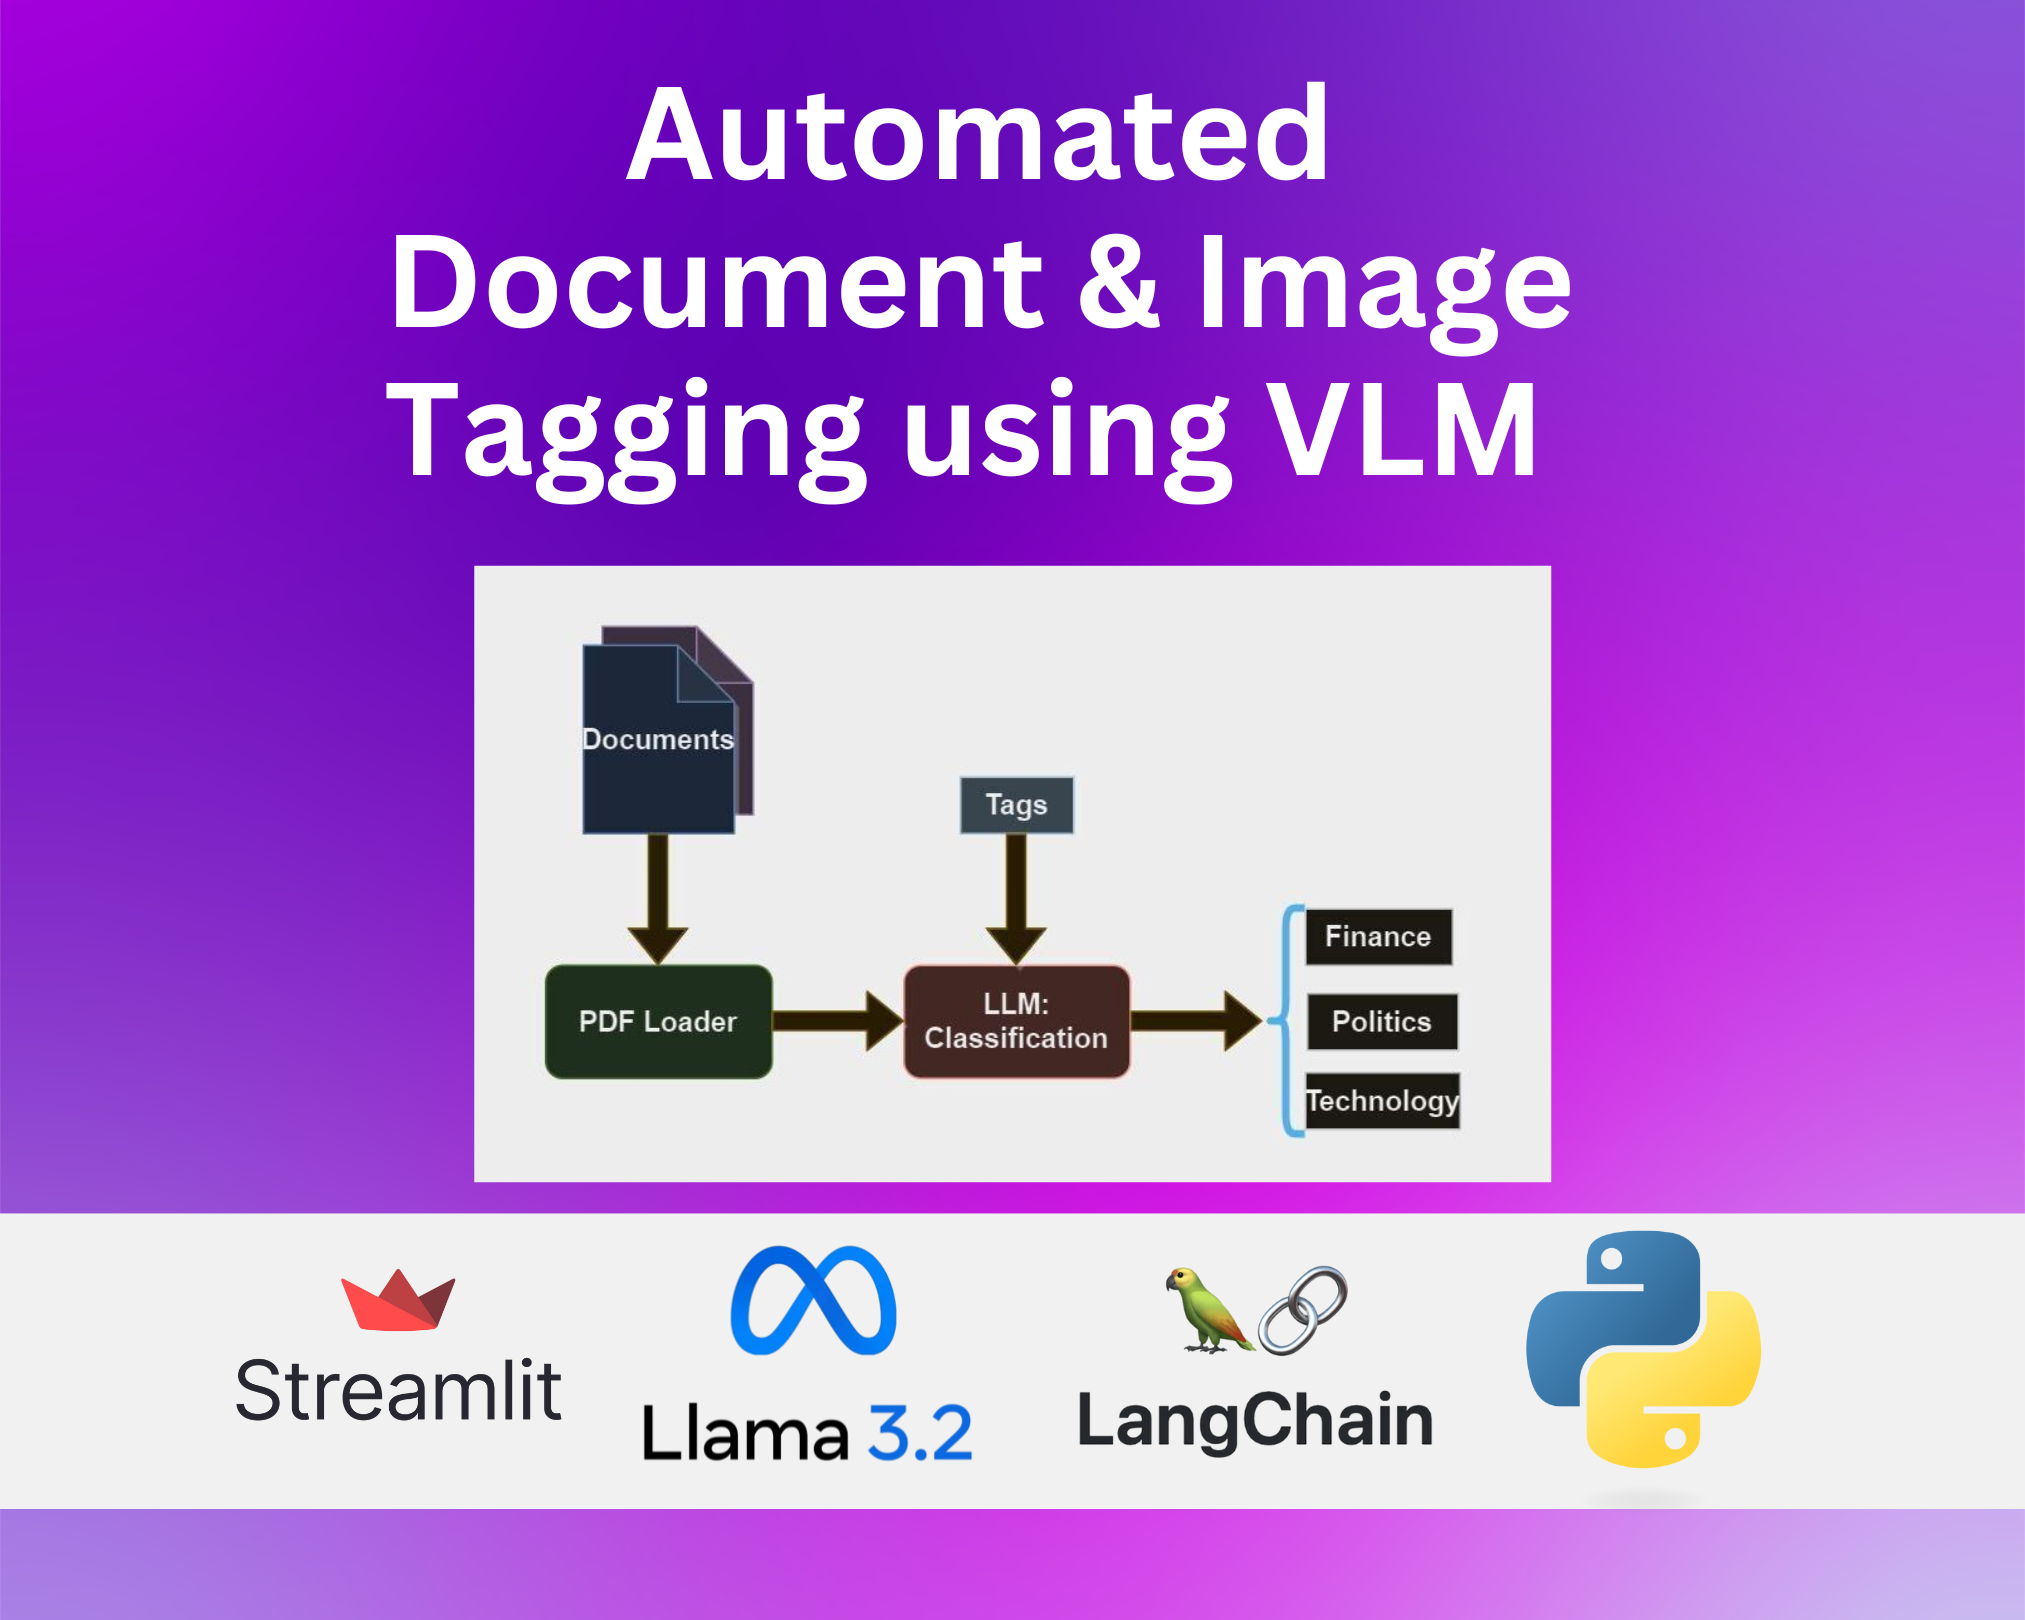 Automated
Document & Image
Tagging using VLM
Documents
Tags
PDF Loader
LLM:
Classification
Finance
Politics
Technology
Streamlit
Llama 3.2
LangChain